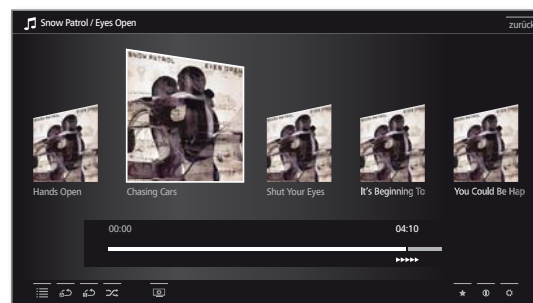 Snow Patrol / Eyes Open
zurück
SNOW PATROL EYES OPEN
Hands Open
Chasing Cars
Shut Your Eyes
It's Beginning To
You Could Be Hap
00:00
04:10